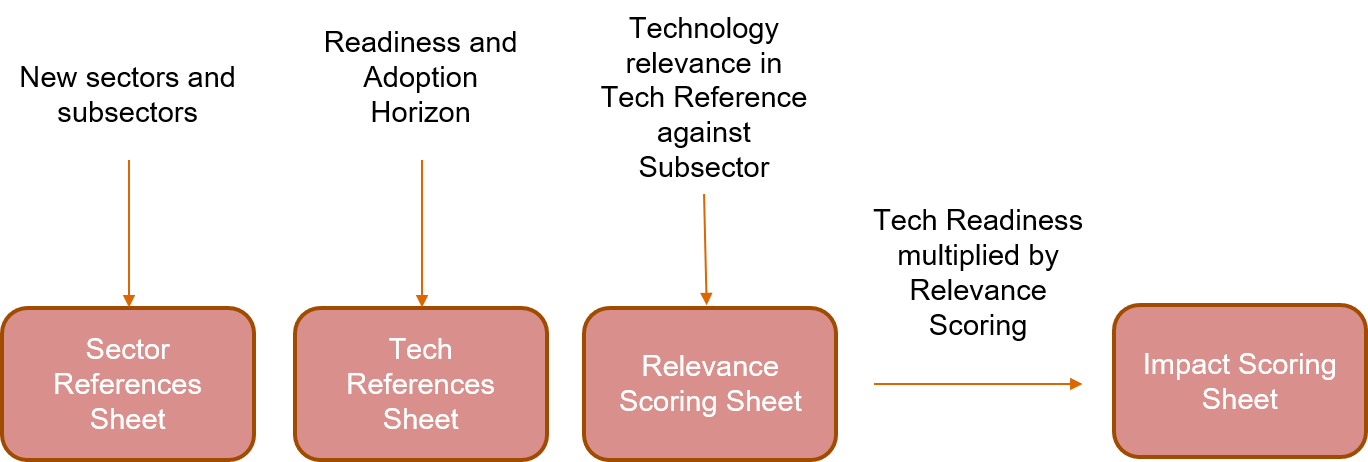 New sectors and
subsectors
Readiness and
Adoption
Horizon
Technology
relevance in
Tech Reference
against
Subsector
Tech Readiness
multiplied by
Relevance
Scoring
Sector
References
Sheet
Tech
References
Sheet
Relevance
Scoring Sheet
Impact Scoring
Sheet